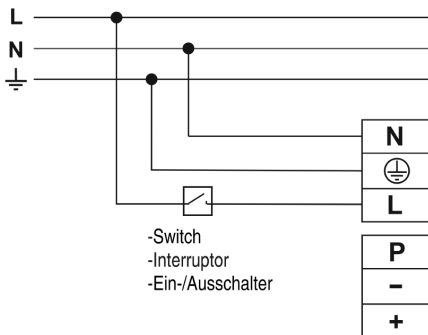 L
N
N
L
-Switch
-Interruptor
-Ein-/Ausschalter
P
–
+